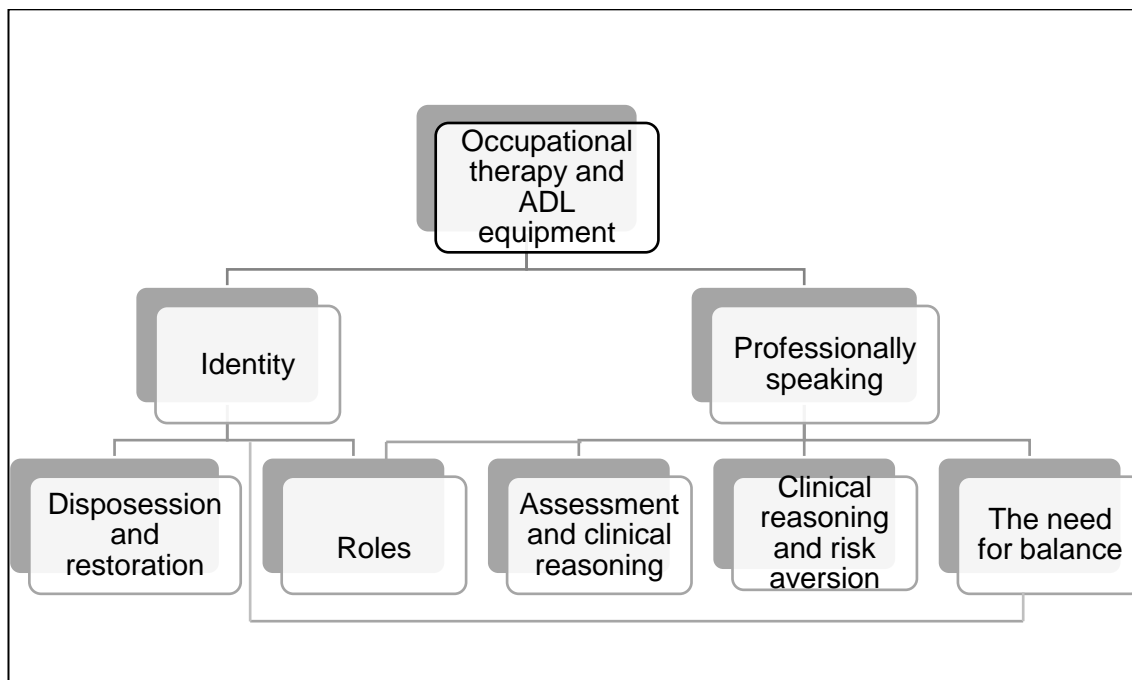 Occupational
therapy and
ADL
equipment
Identity
Professionally
speaking
Disposession
and
restoration
Roles
Assessment
and clinical
reasoning
Clinical
reasoning
and risk
aversion
The need
for balance